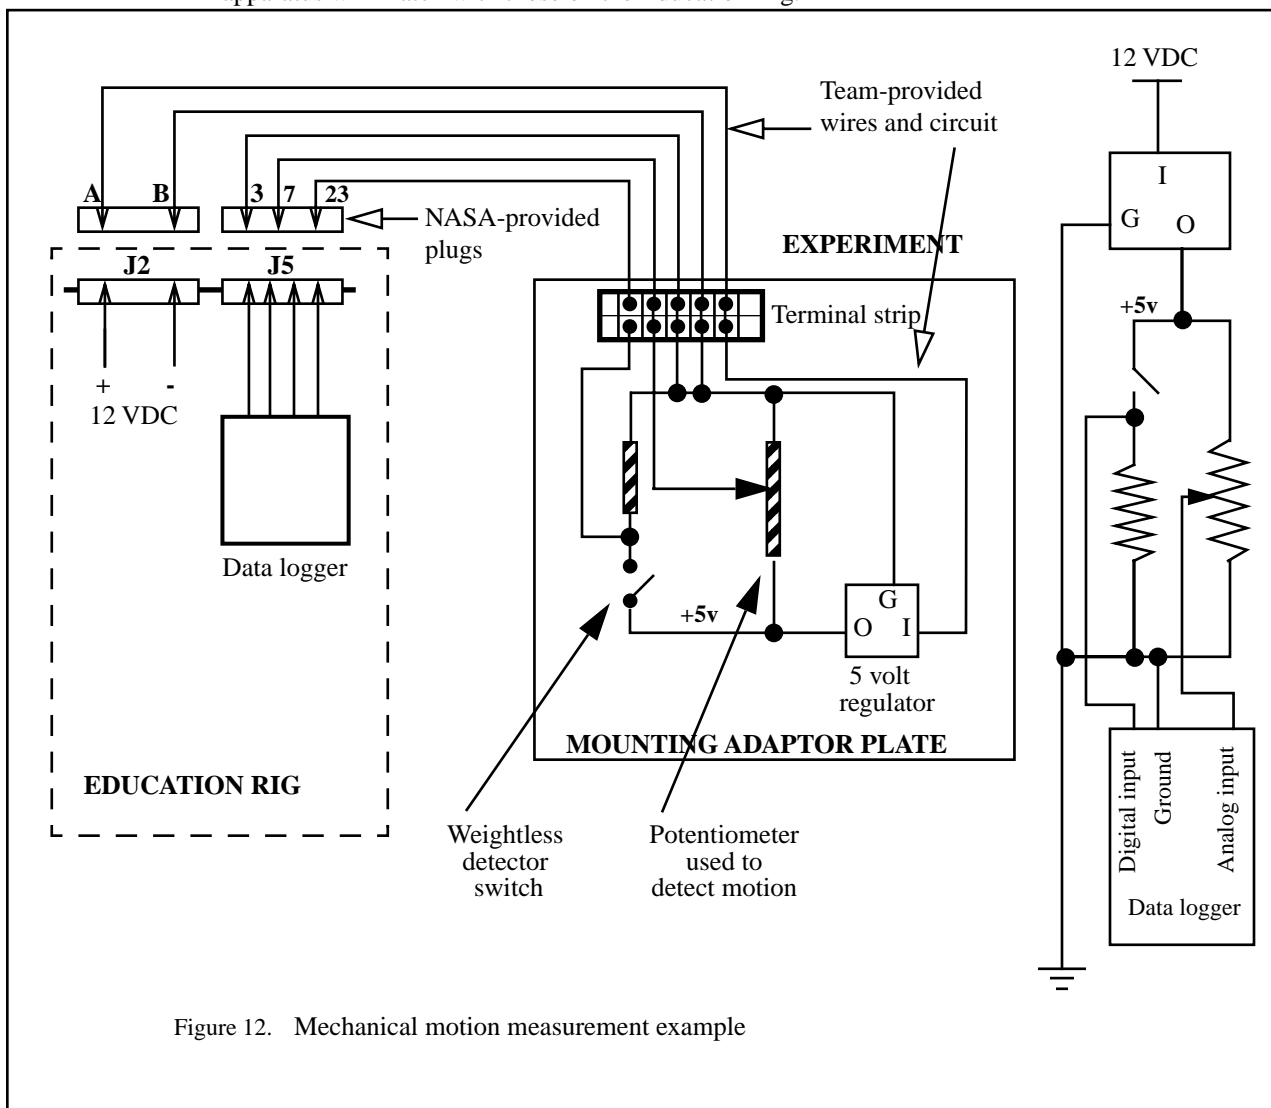 12 VDC
Team-provided
wires and circuit
I
G
O
A
B
3
7
23
NASA-provided
plugs
EXPERIMENT
J2
J5
Terminal strip
+5v
+
-
12 VDC
Data logger
+5v
G
O
I
5 volt
regulator
MOUNTING ADAPTOR PLATE
EDUCATION RIG
Weightless
detector
switch
Potentiometer
used to
detect motion
Digital input
Ground
Analog input
Data logger
Figure 12. Mechanical motion measurement example